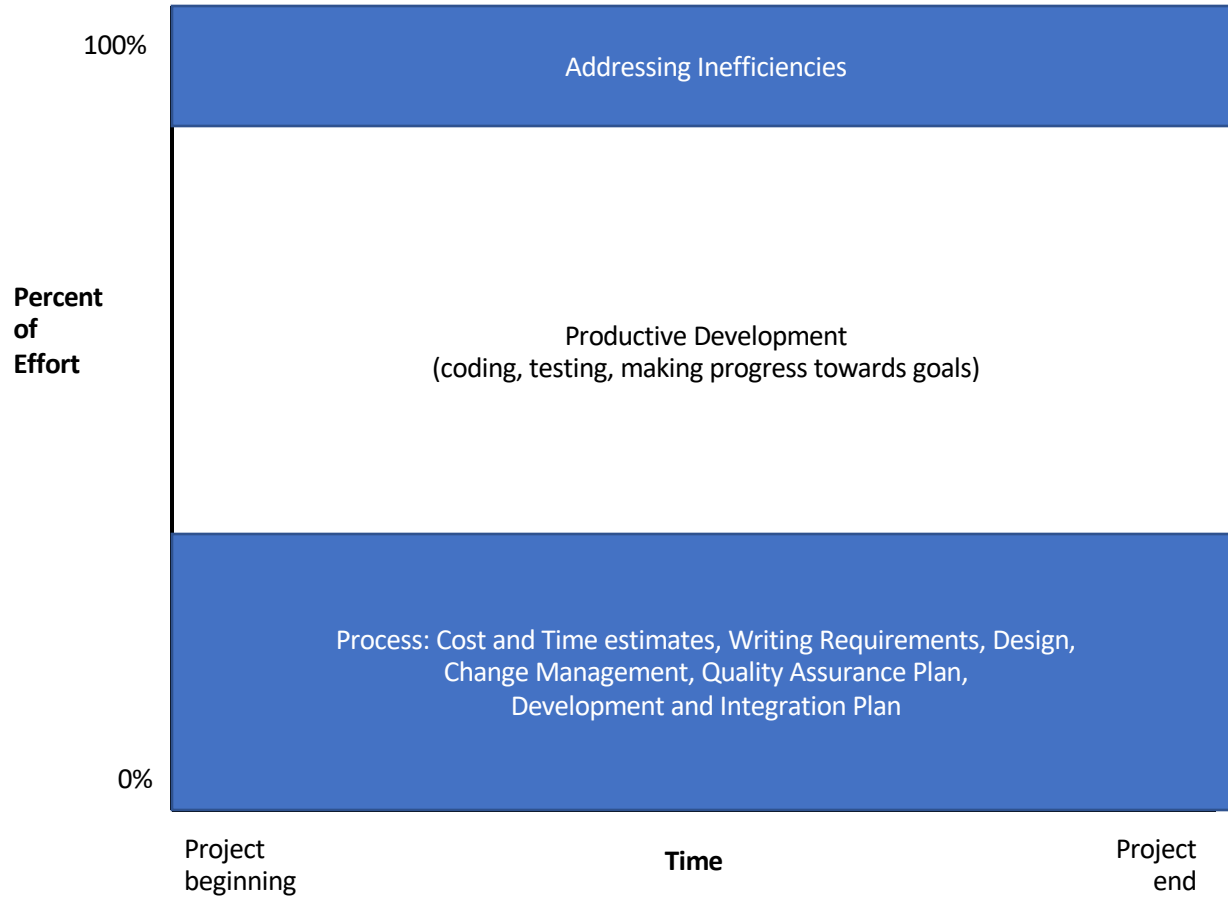 100%
Addressing Inefficiencies
Percent
of
Effort
Productive Development
(coding, testing, making progress towards goals)
Process: Cost and Time estimates, Writing Requirements, Design,
Change Management, Quality Assurance Plan,
Development and Integration Plan
0%
Project
beginning
Time
Project
end